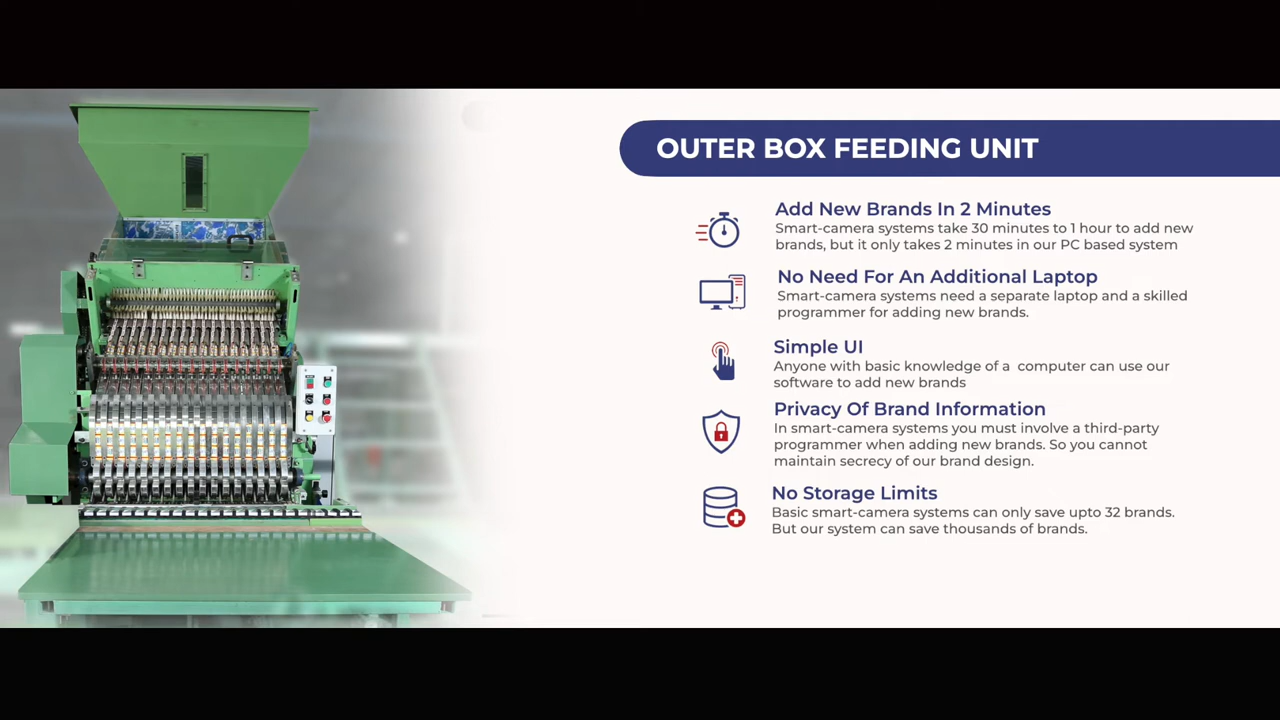 OUTER BOX FEEDING UNIT
Add New Brands In 2 Minutes
Smart-camera systems take 30 minutes to 1 hour to add new
brands, but it only takes 2 minutes in our PC based system
No Need For An Additional Laptop
Smart-camera systems need a separate laptop and a skilled
programmer for adding new brands.
Simple UI
Anyone with basic knowledge of a  computer can use our
software to add new brands
Privacy Of Brand Information
In smart-camera systems you must involve a third-party
programmer when adding new brands. So you cannot
maintain secrecy of our brand design.
No Storage Limits
Basic smart-camera systems can only save upto 32 brands.
But our system can save thousands of brands.